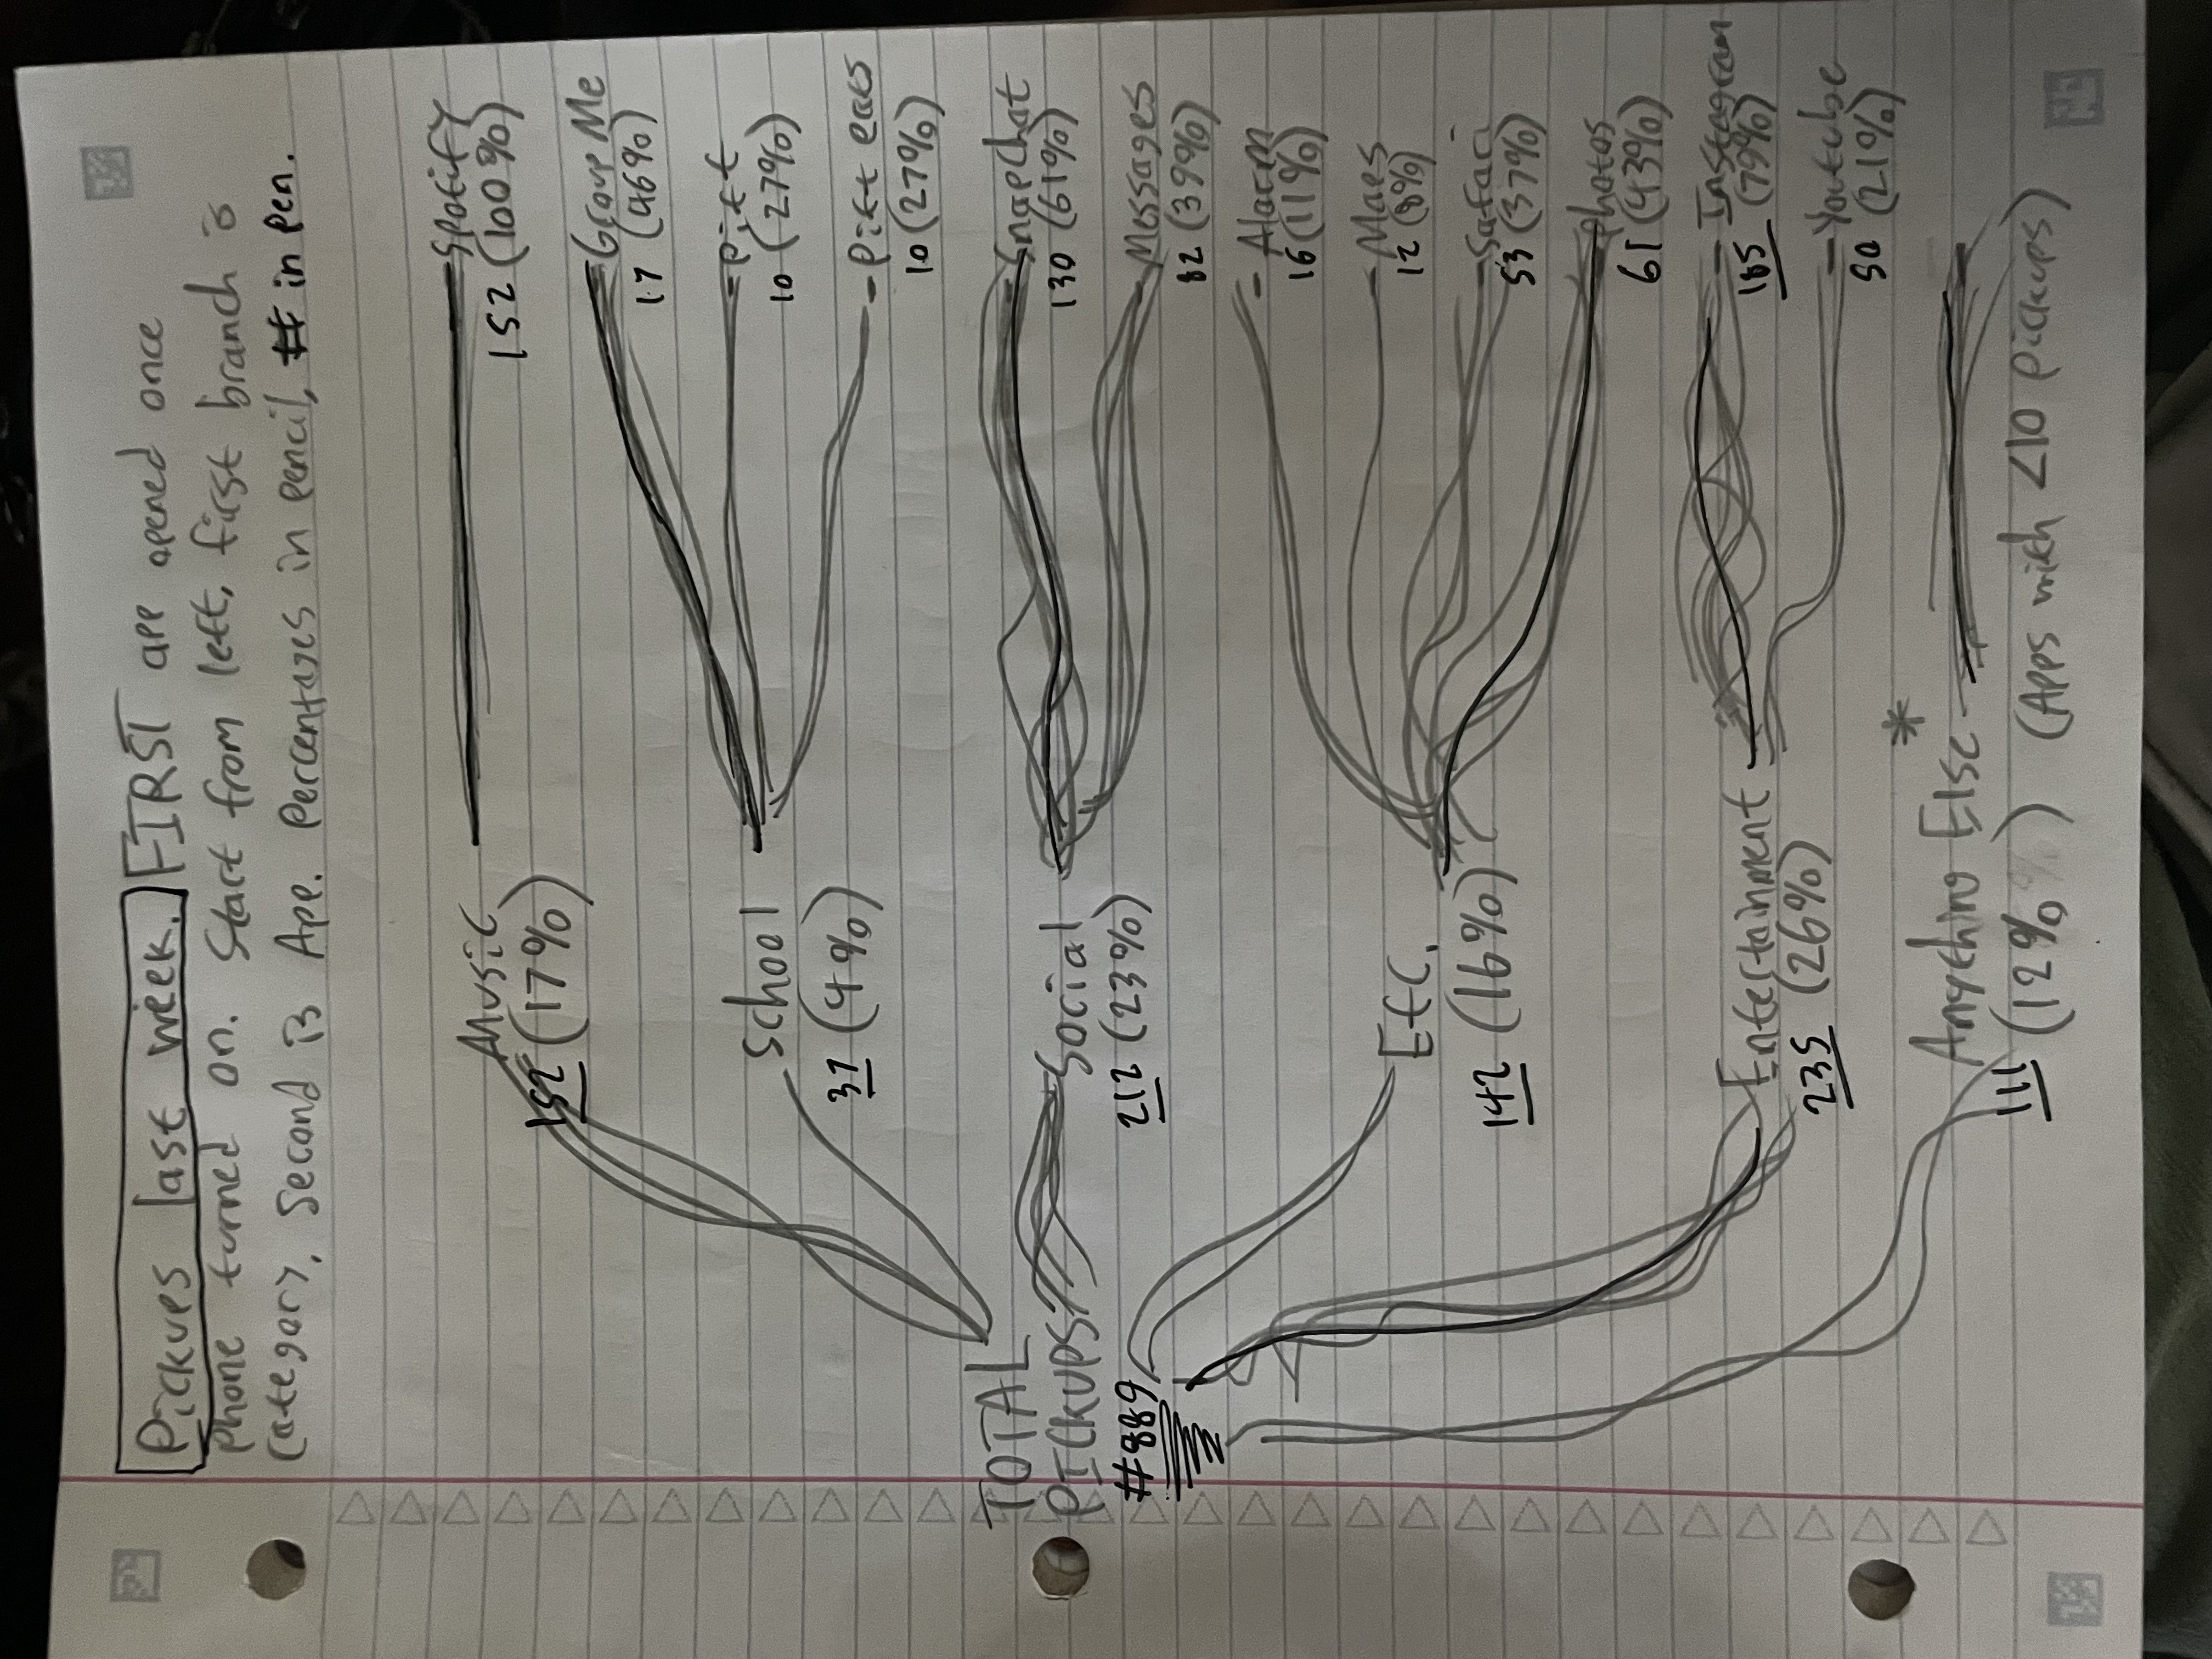 Pickups last week. FIRST app opened once
phone turned on. Start from left, first branch is
category, second is App. Percentages in pencil, # in pen.
Music
152 (17%)
Spotify
152 (100%)
School
37 (4%)
Group Me
17 (46%)
- Pitt
10 (27%)
- Pitt eats
10 (27%)
TOTAL
PICKUPS
#889
Social
212 (23%)
Snapchat
130 (61%)
Messages
82 (39%)
Etc.
142 (16%)
- Alarm
16 (11%)
- Maps
12 (8%)
- Safari
53 (37%)
Photos
61 (43%)
Entertainment
235 (26%)
- Instagram
185 (79%)
- Youtube
50 (21%)
Anything Else *
111 (12%) (Apps with <10 pickups)